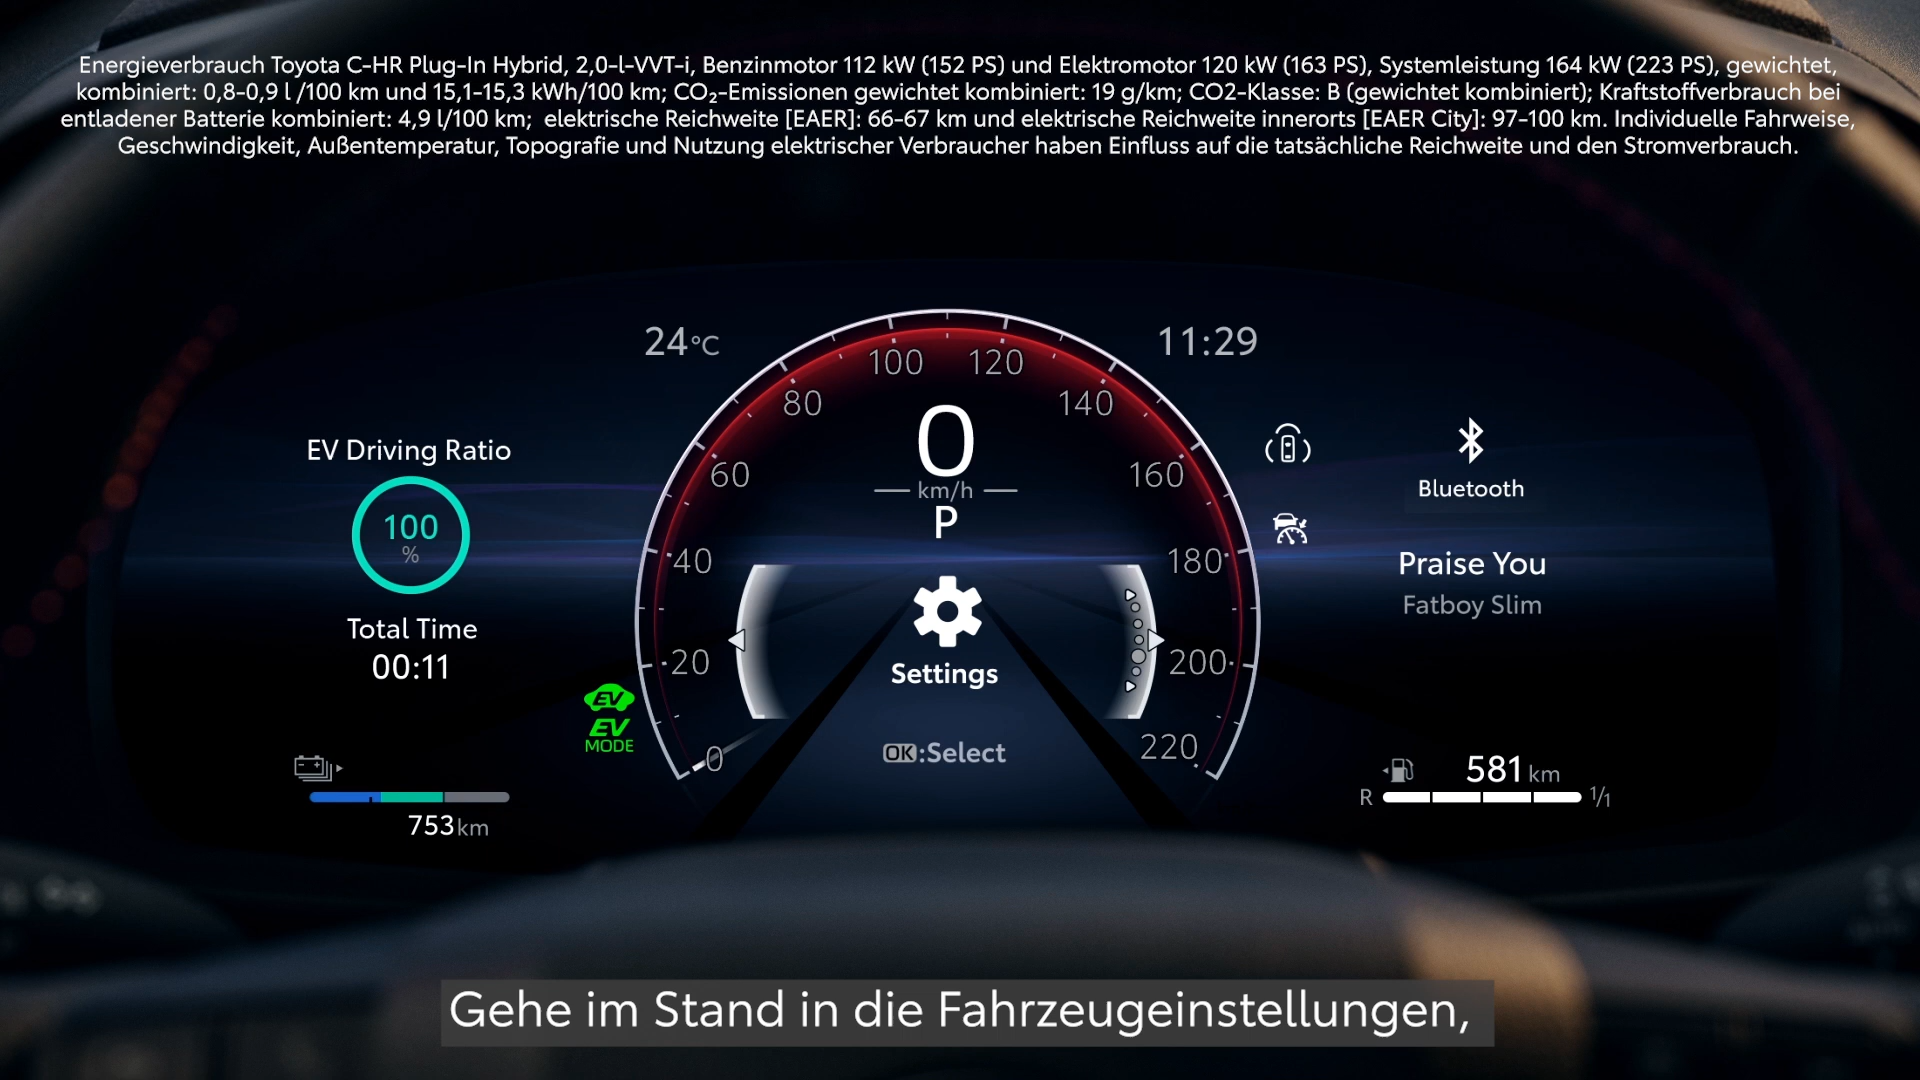 Energieverbrauch Toyota C-HR Plug-In Hybrid, 2,0-l-VVT-i, Benzinmotor 112 kW (152 PS) und Elektromotor 120 kW (163 PS), Systemleistung 164 kW (223 PS), gewichtet,
kombiniert: 0,8-0,9 l /100 km und 15,1-15,3 kWh/100 km; CO₂-Emissionen gewichtet kombiniert: 19 g/km; CO2-Klasse: B (gewichtet kombiniert); Kraftstoffverbrauch bei
entladener Batterie kombiniert: 4,9 l/100 km; elektrische Reichweite [EAER]: 66-67 km und elektrische Reichweite innerorts [EAER City]: 97-100 km. Individuelle Fahrweise,
Geschwindigkeit, Außentemperatur, Topografie und Nutzung elektrischer Verbraucher haben Einfluss auf die tatsächliche Reichweite und den Stromverbrauch.
24°C
11:29
EV Driving Ratio
100
%
Total Time
00:11
EV
EV
MODE
753 km
0
20
40
60
80
100
120
140
160
180
200
220
0
km/h
P
Settings
OK:Select
Bluetooth
Praise You
Fatboy Slim
581 km
R
1/1
Gehe im Stand in die Fahrzeugeinstellungen,